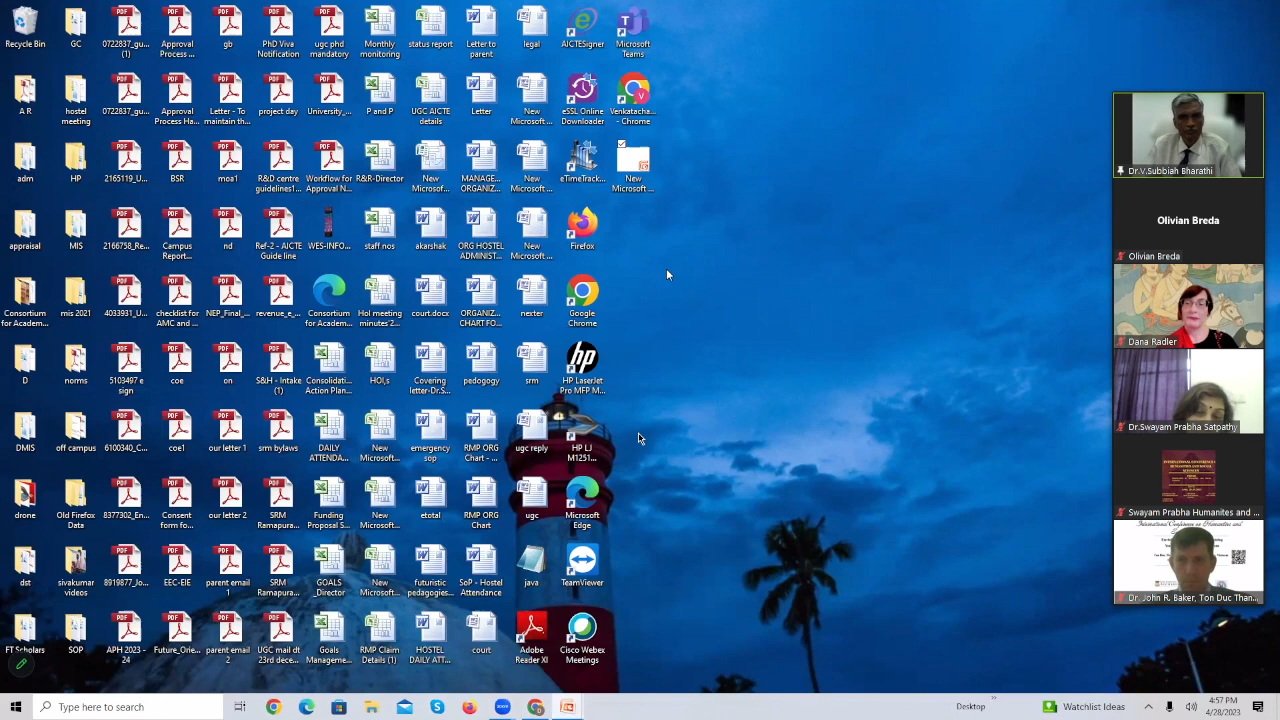 Recycle Bin
GC
0722837_gu...
(1)
Approval
Process ...
gb
PhD Viva
Notification
ugc phd
mandatory
Monthly
monitoring
status report
Letter to
parent
legal
AICTESigner
Microsoft
Teams
A R
hostel
meeting
0722837_gu...
Approval
Process Ha...
Letter - To
maintain th...
project day
University_...
P and P
UGC AICTE
details
Letter
New
Microsoft ...
eSSL Online
Downloader
Venkatacha...
- Chrome
adm
HP
2165119_U...
BSR
moa1
R&D centre
guidelines1...
Workflow for
Approval N...
R&R-Director
New
Microsof...
MANAGE...
ORGANIZ...
New
Microsoft ...
eTimeTrack...
New
Microsoft ...
appraisal
MIS
2166758_Re...
Campus
Report...
nd
Ref-2 - AICTE
Guide line
WES-INFO...
staff nos
akarshak
ORG HOSTEL
ADMINIST...
New
Microsoft ...
Firefox
Consortium
for Academ...
mis 2021
4033931_U...
checklist for
AMC and ...
NEP_Final_...
revenue_e_...
Consortium
for Academ...
HoI meeting
minutes'2...
court.docx
ORGANIZ...
CHART FO...
nexter
Google
Chrome
D
norms
5103497 e
sign
coe
on
S&H - Intake
(1)
Consolidati...
Action Plan...
HOI,s
Covering
letter-Dr.S...
pedogogy
srm
HP LaserJet
Pro MFP M...
DMIS
off campus
6100340_C...
coe1
our letter 1
srm bylaws
DAILY
ATTENDA...
New
Microsoft...
emergency
sop
RMP ORG
Chart - ...
ugc reply
HP LJ
M1251...
drone
Old Firefox
Data
8377302_En...
Consent
form fo...
our letter 2
SRM
Ramapura...
Funding
Proposal S...
New
Microsoft...
etotal
RMP ORG
Chart
ugc
Microsoft
Edge
dst
sivakumar
videos
8919877_Jo...
EEC-EIE
parent email
1
SRM
Ramapura...
GOALS
_Director
New
Microsoft...
futuristic
pedagogies...
SoP - Hostel
Attendance
java
TeamViewer
FT Scholars
SOP
APH 2023 -
24
Future_Orie...
parent email
2
UGC mail dt
23rd dece...
Goals
Manageme...
RMP Claim
Details (1)
HOSTEL
DAILY ATT...
court
Adobe
Reader XI
Cisco Webex
Meetings
Dr.V.Subbiah Bharathi
Olivian Breda
Olivian Breda
Dana Radler
Dr.Swayam Prabha Satpathy
Swayam Prabha Humanites and ...
Dr. John R. Baker, Ton Duc Than...
Type here to search
Desktop
Watchlist Ideas
4:57 PM
4/28/2023